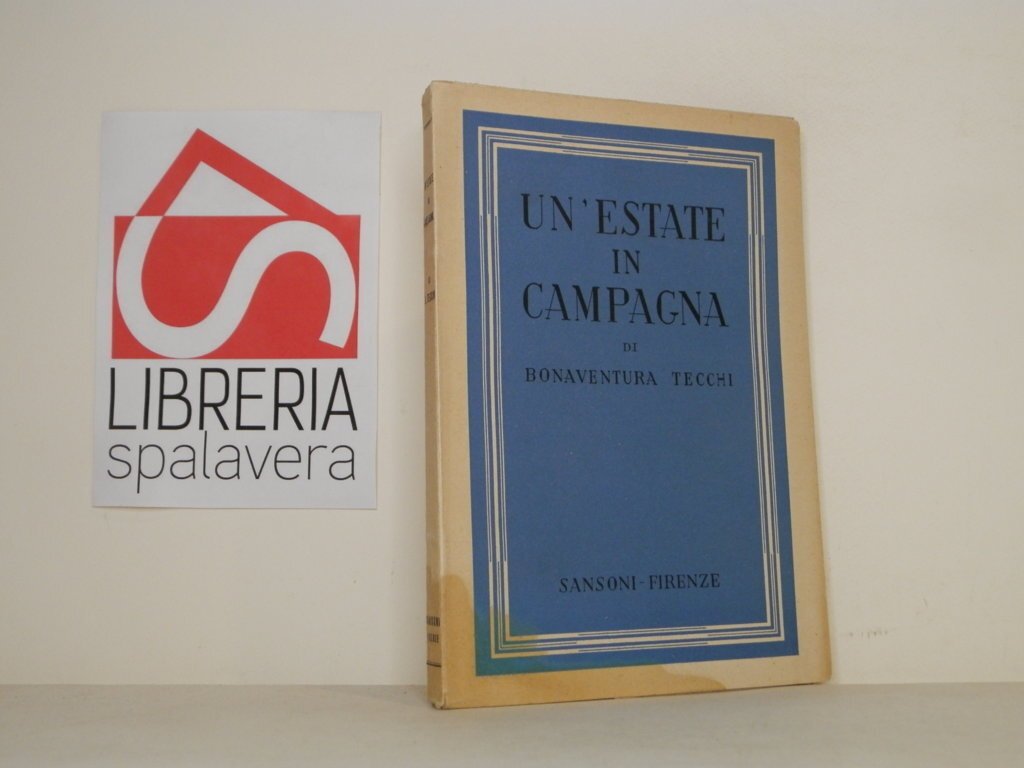 LIBRERIA
spalavera
UN'ESTATE
IN
CAMPAGNA
DI
BONAVENTURA TECCHI
SANSONI-FIRENZE